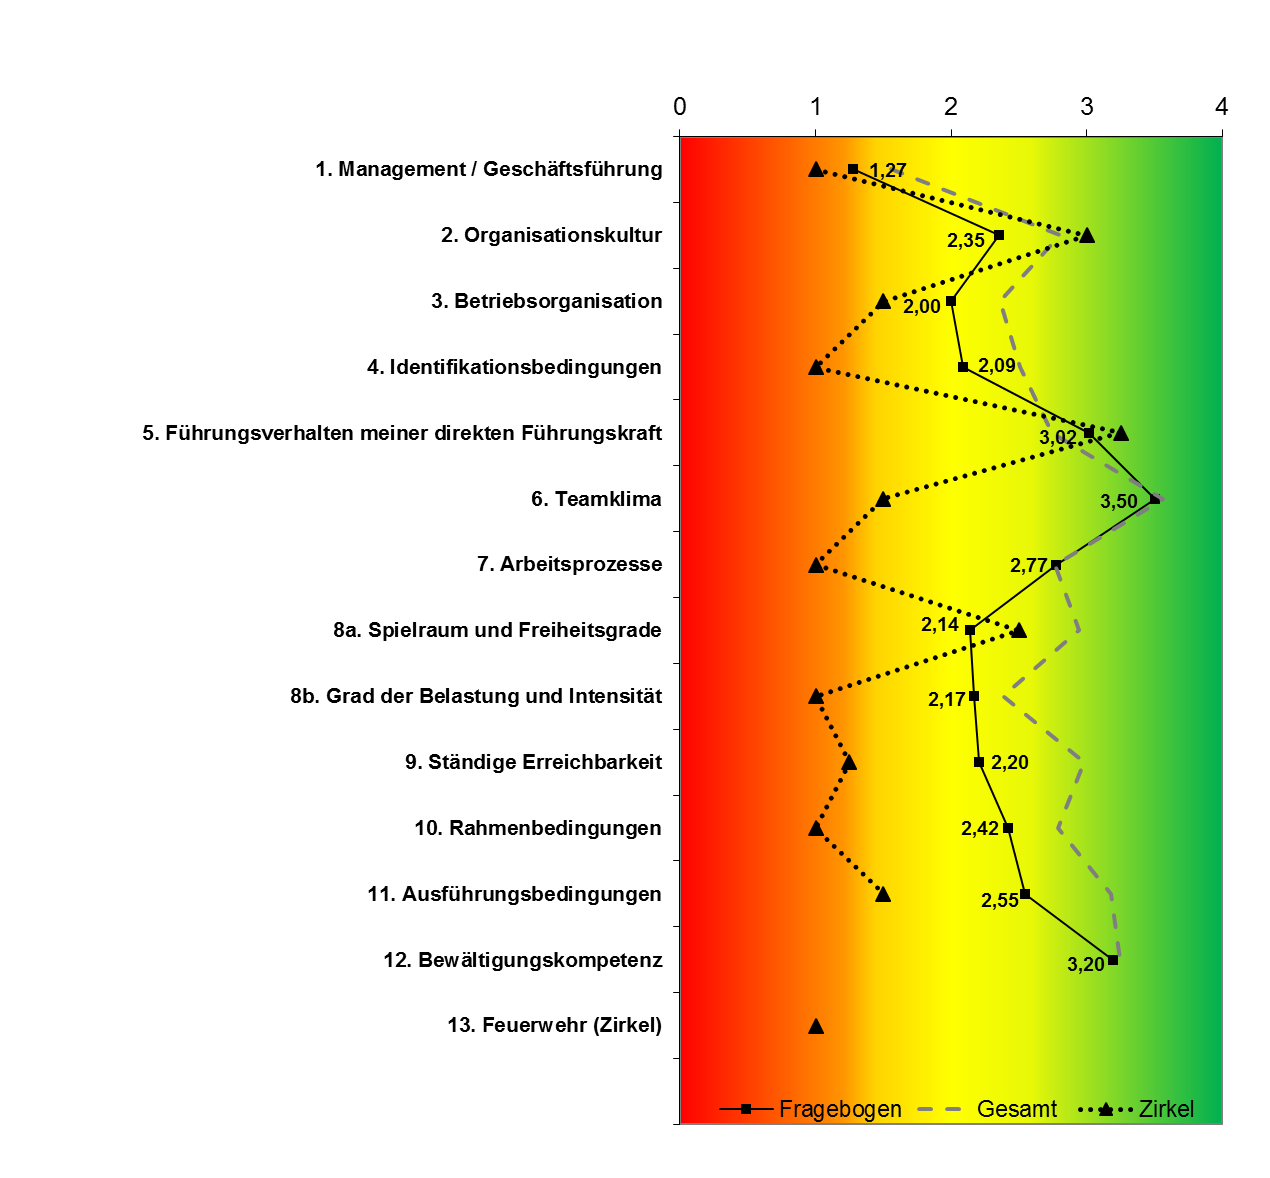 0 1 2 3 4
1. Management / Geschäftsführung 1,27
2. Organisationskultur 2,35
3. Betriebsorganisation 2,00
4. Identifikationsbedingungen 2,09
5. Führungsverhalten meiner direkten Führungskraft 3,02
6. Teamklima 3,50
7. Arbeitsprozesse 2,77
8a. Spielraum und Freiheitsgrade 2,14
8b. Grad der Belastung und Intensität 2,17
9. Ständige Erreichbarkeit 2,20
10. Rahmenbedingungen 2,42
11. Ausführungsbedingungen 2,55
12. Bewältigungskompetenz 3,20
13. Feuerwehr (Zirkel)
Fragebogen Gesamt Zirkel